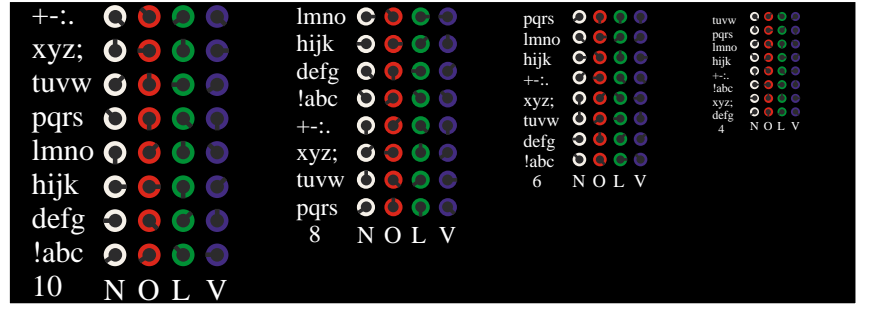 +-:.
xyz;
tuvw
pqrs
lmno
hijk
defg
!abc
10 N O L V
lmno
hijk
defg
!abc
+-:.
xyz;
tuvw
pqrs
8 N O L V
pqrs
lmno
hijk
+-:.
xyz;
tuvw
defg
!abc
6 N O L V
tuvw
pqrs
lmno
hijk
+-:.
!abc
xyz;
defg
4 N O L V